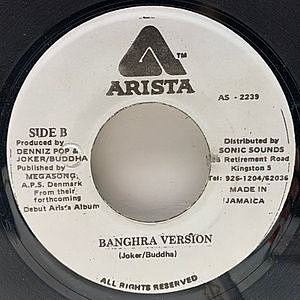 TM
ARISTA
AS - 2239
SIDE B
Produced by
DENNIZ POP &
JOKER/BUDDHA
Published by
MEGASONG,
A.P.S. Denmark
From their
forthcoming
Debut Arista Album
Distributed by
SONIC SOUNDS
Retirement Road
Kingston 5
Tel: 926-1204/62036
MADE IN
JAMAICA
BANGHRA VERSION
(Joker/Buddha)
ALL RIGHTS RESERVED